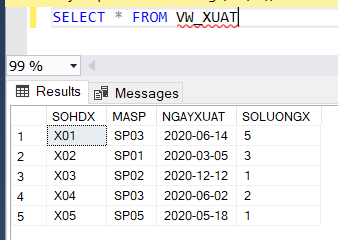 SELECT * FROM VW_XUAT
99 %
Results Messages
SOHDX MASP NGAYXUAT SOLUONGX
1 X01 SP03 2020-06-14 5
2 X02 SP01 2020-03-05 3
3 X03 SP02 2020-12-12 1
4 X04 SP03 2020-06-02 2
5 X05 SP05 2020-05-18 1